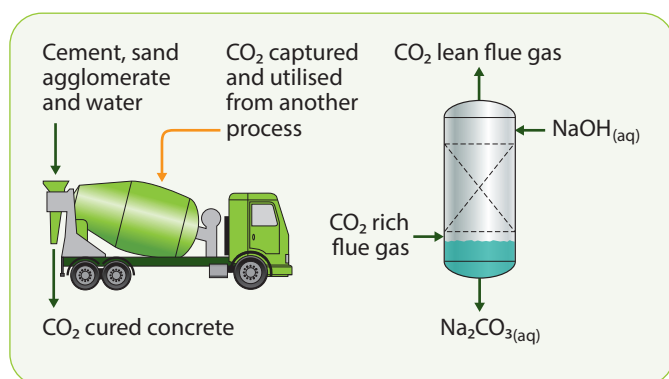 Cement, sand
agglomerate
and water
CO₂ captured
and utilised
from another
process
CO₂ cured concrete
CO₂ lean flue gas
NaOH(aq)
CO₂ rich
flue gas
Na₂CO₃(aq)